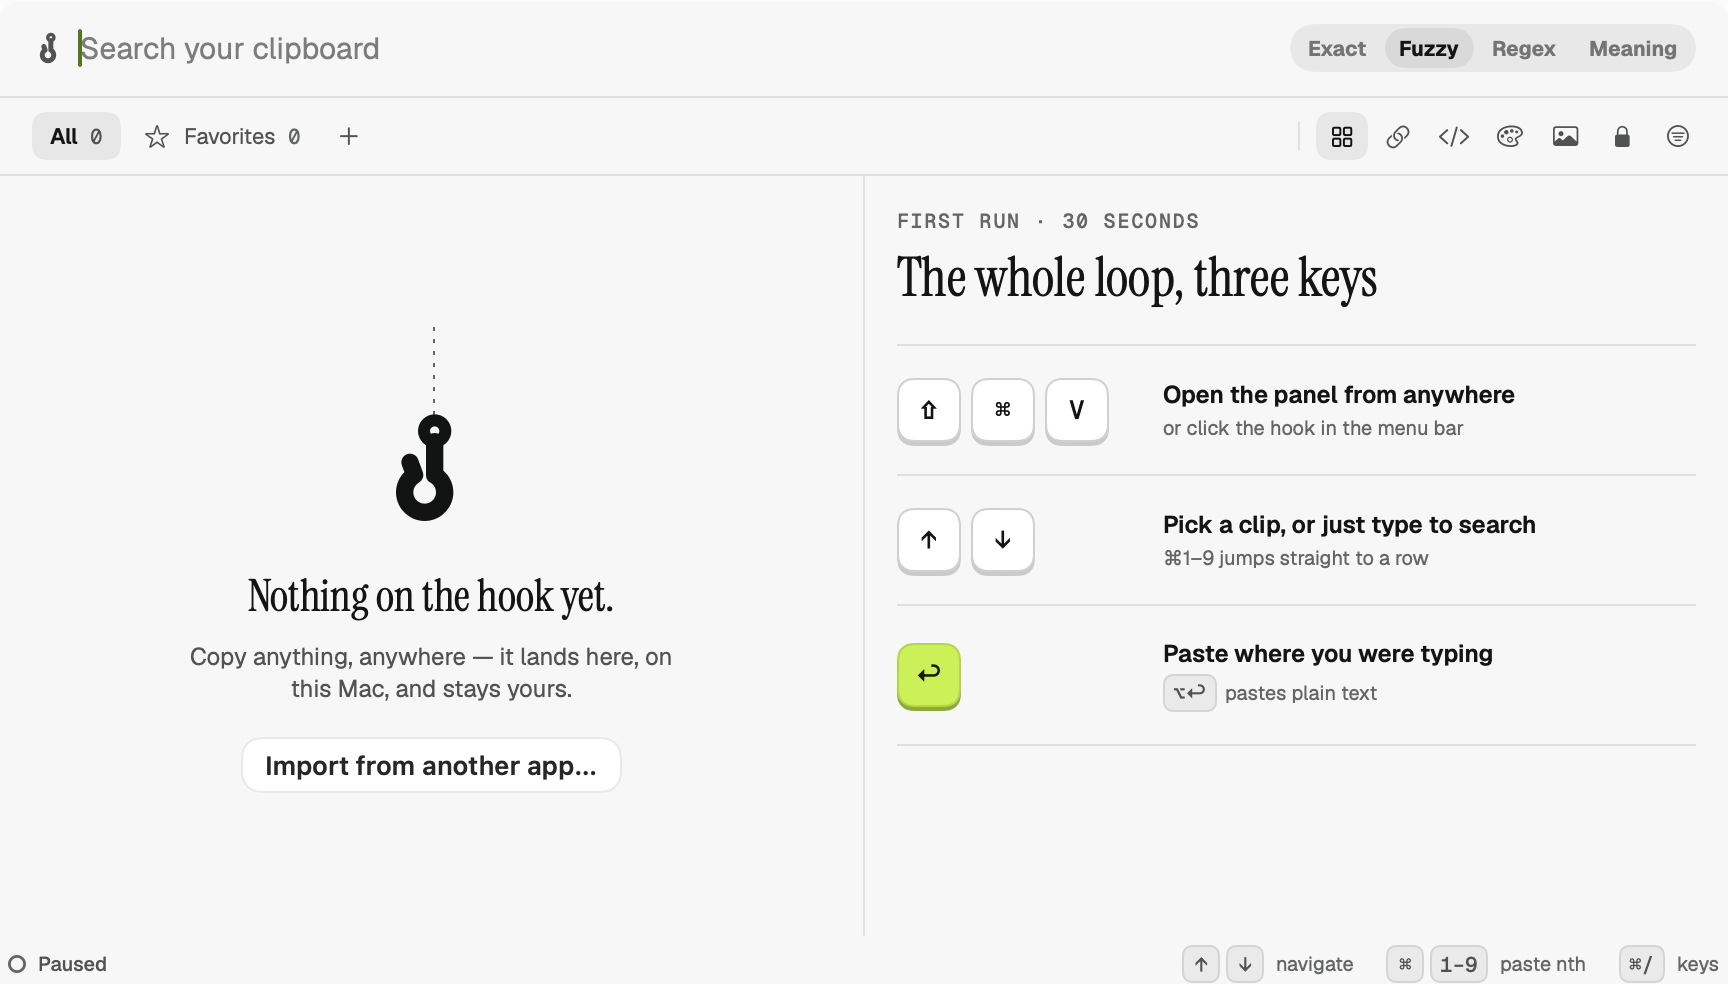 Search your clipboard
Exact Fuzzy Regex Meaning
All 0 Favorites 0 +
Nothing on the hook yet.
Copy anything, anywhere — it lands here, on
this Mac, and stays yours.
Import from another app...
FIRST RUN · 30 SECONDS
The whole loop, three keys
⇧ ⌘ V
Open the panel from anywhere
or click the hook in the menu bar
↑ ↓
Pick a clip, or just type to search
⌘1–9 jumps straight to a row
↩
Paste where you were typing
⌥↩ pastes plain text
Paused
↑ ↓ navigate ⌘ 1-9 paste nth ⌘/ keys